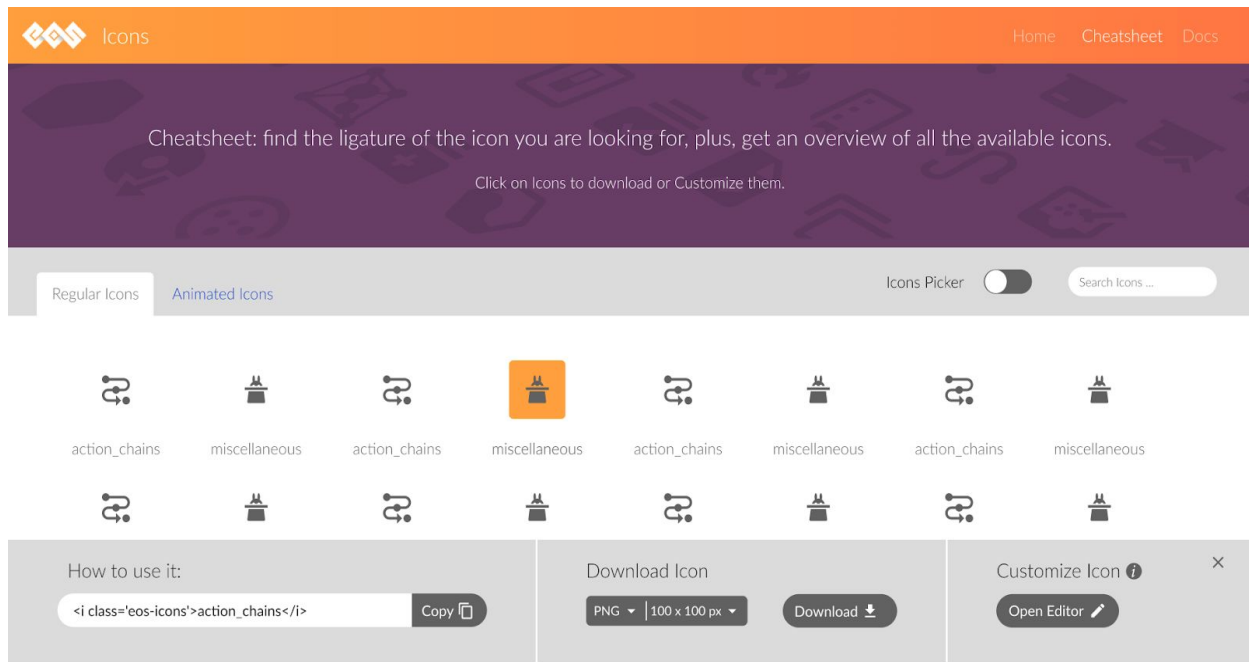 eos Icons
Home Cheatsheet Docs
Cheatsheet: find the ligature of the icon you are looking for, plus, get an overview of all the available icons.
Click on Icons to download or Customize them.
Regular Icons Animated Icons Icons Picker Search Icons ...
action_chains miscellaneous action_chains miscellaneous action_chains miscellaneous action_chains miscellaneous
How to use it: Download Icon Customize Icon i
<i class='eos-icons'>action_chains</i> Copy PNG 100 x 100 px Download Open Editor